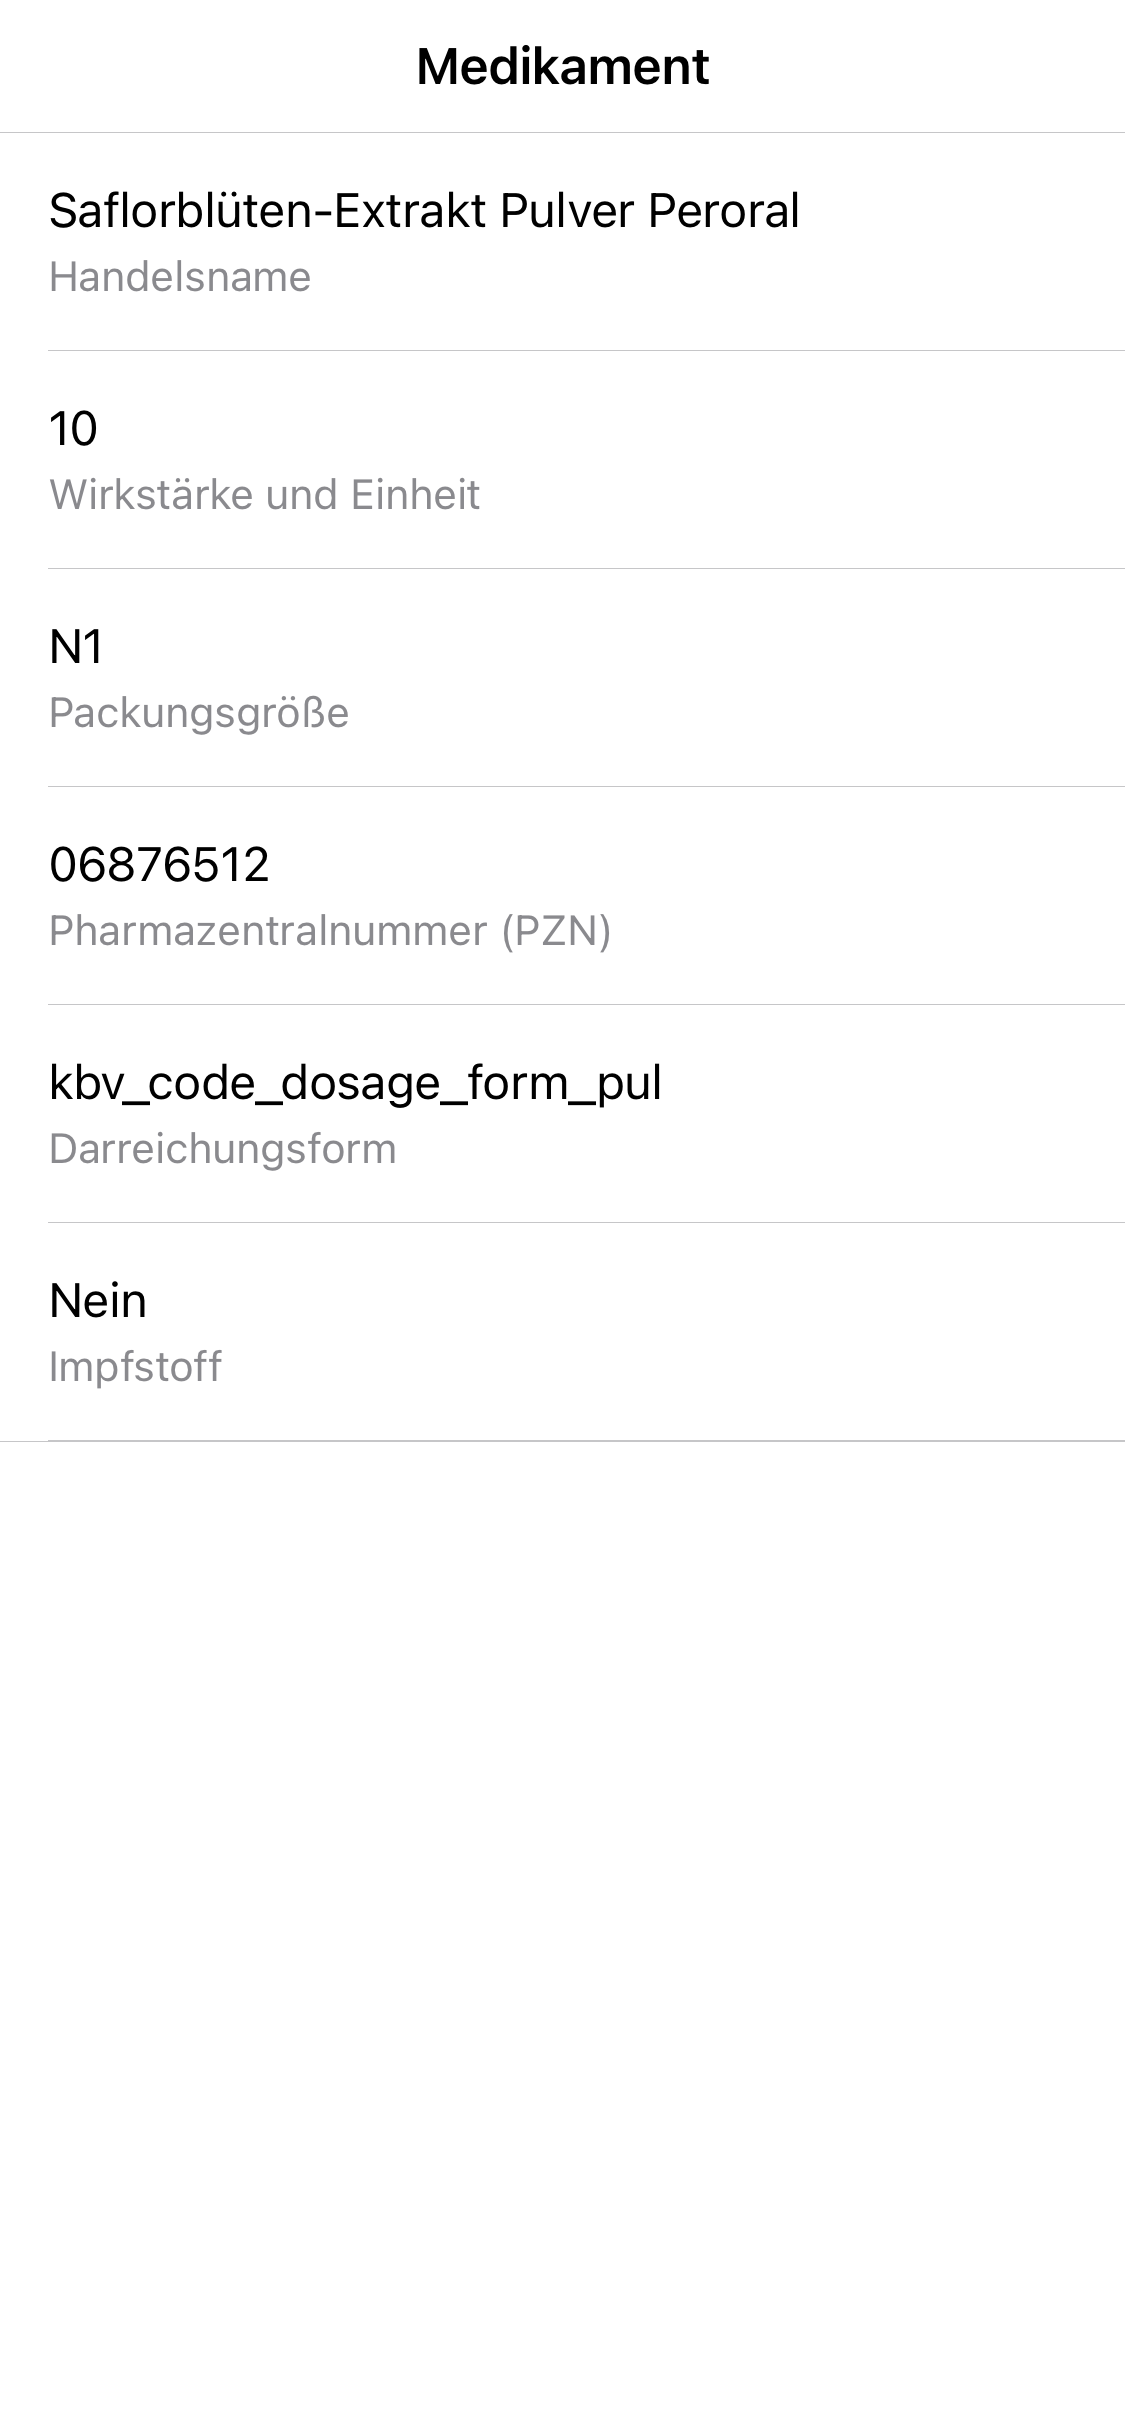 Medikament
Saflorblüten-Extrakt Pulver Peroral
Handelsname
10
Wirkstärke und Einheit
N1
Packungsgröße
06876512
Pharmazentralnummer (PZN)
kbv_code_dosage_form_pul
Darreichungsform
Nein
Impfstoff